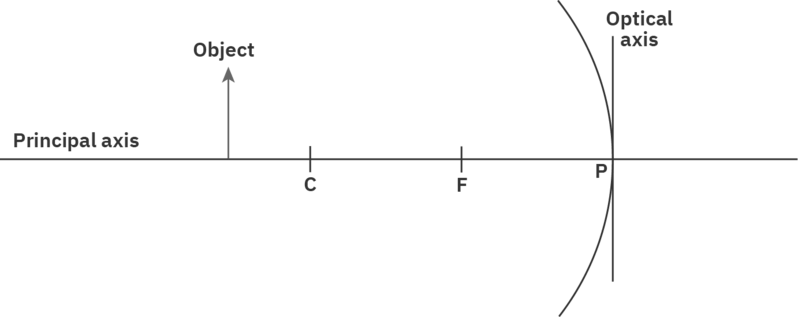 Optical
axis
Object
Principal axis
P
C
F